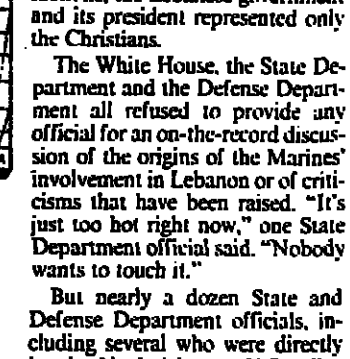 and its president represented only
the Christians.
The White House, the State De-
partment and the Defense Depart-
ment all refused to provide any
official for an on-the-record discus-
sion of the origins of the Marines'
involvement in Lebanon or of criti-
cisms that have been raised. "It's
just too hot right now," one State
Department official said. "Nobody
wants to touch it."
But nearly a dozen State and
Defense Department officials, in-
cluding several who were directly